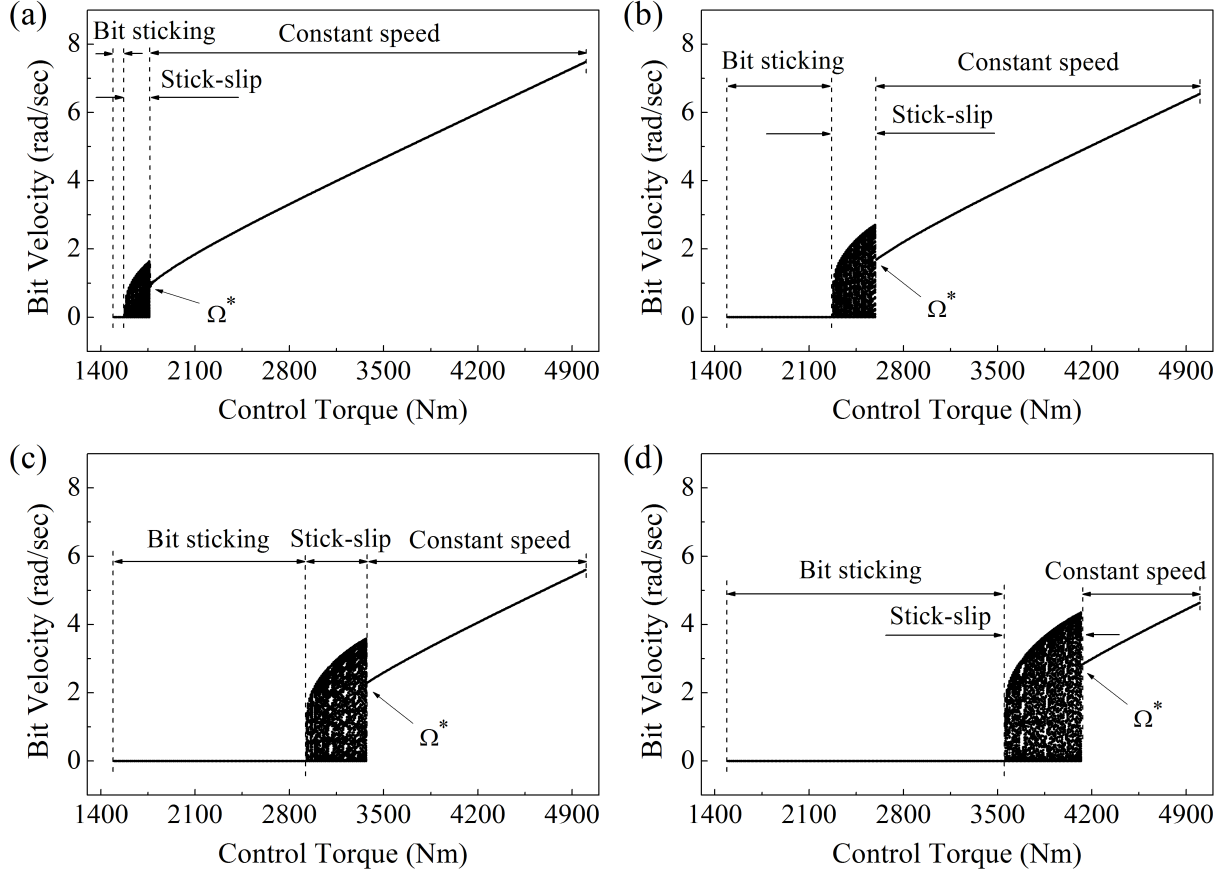 (a)
Bit sticking
Constant speed
Stick-slip
8
6
4
2
0
Ω*
Bit Velocity (rad/sec)
1400 2100 2800 3500 4200 4900
Control Torque (Nm)
(b)
Bit sticking
Constant speed
Stick-slip
8
6
4
2
0
Ω*
Bit Velocity (rad/sec)
1400 2100 2800 3500 4200 4900
Control Torque (Nm)
(c)
Bit sticking Stick-slip Constant speed
8
6
4
2
0
Ω*
Bit Velocity (rad/sec)
1400 2100 2800 3500 4200 4900
Control Torque (Nm)
(d)
Bit sticking
Constant speed
Stick-slip
8
6
4
2
0
Ω*
Bit Velocity (rad/sec)
1400 2100 2800 3500 4200 4900
Control Torque (Nm)